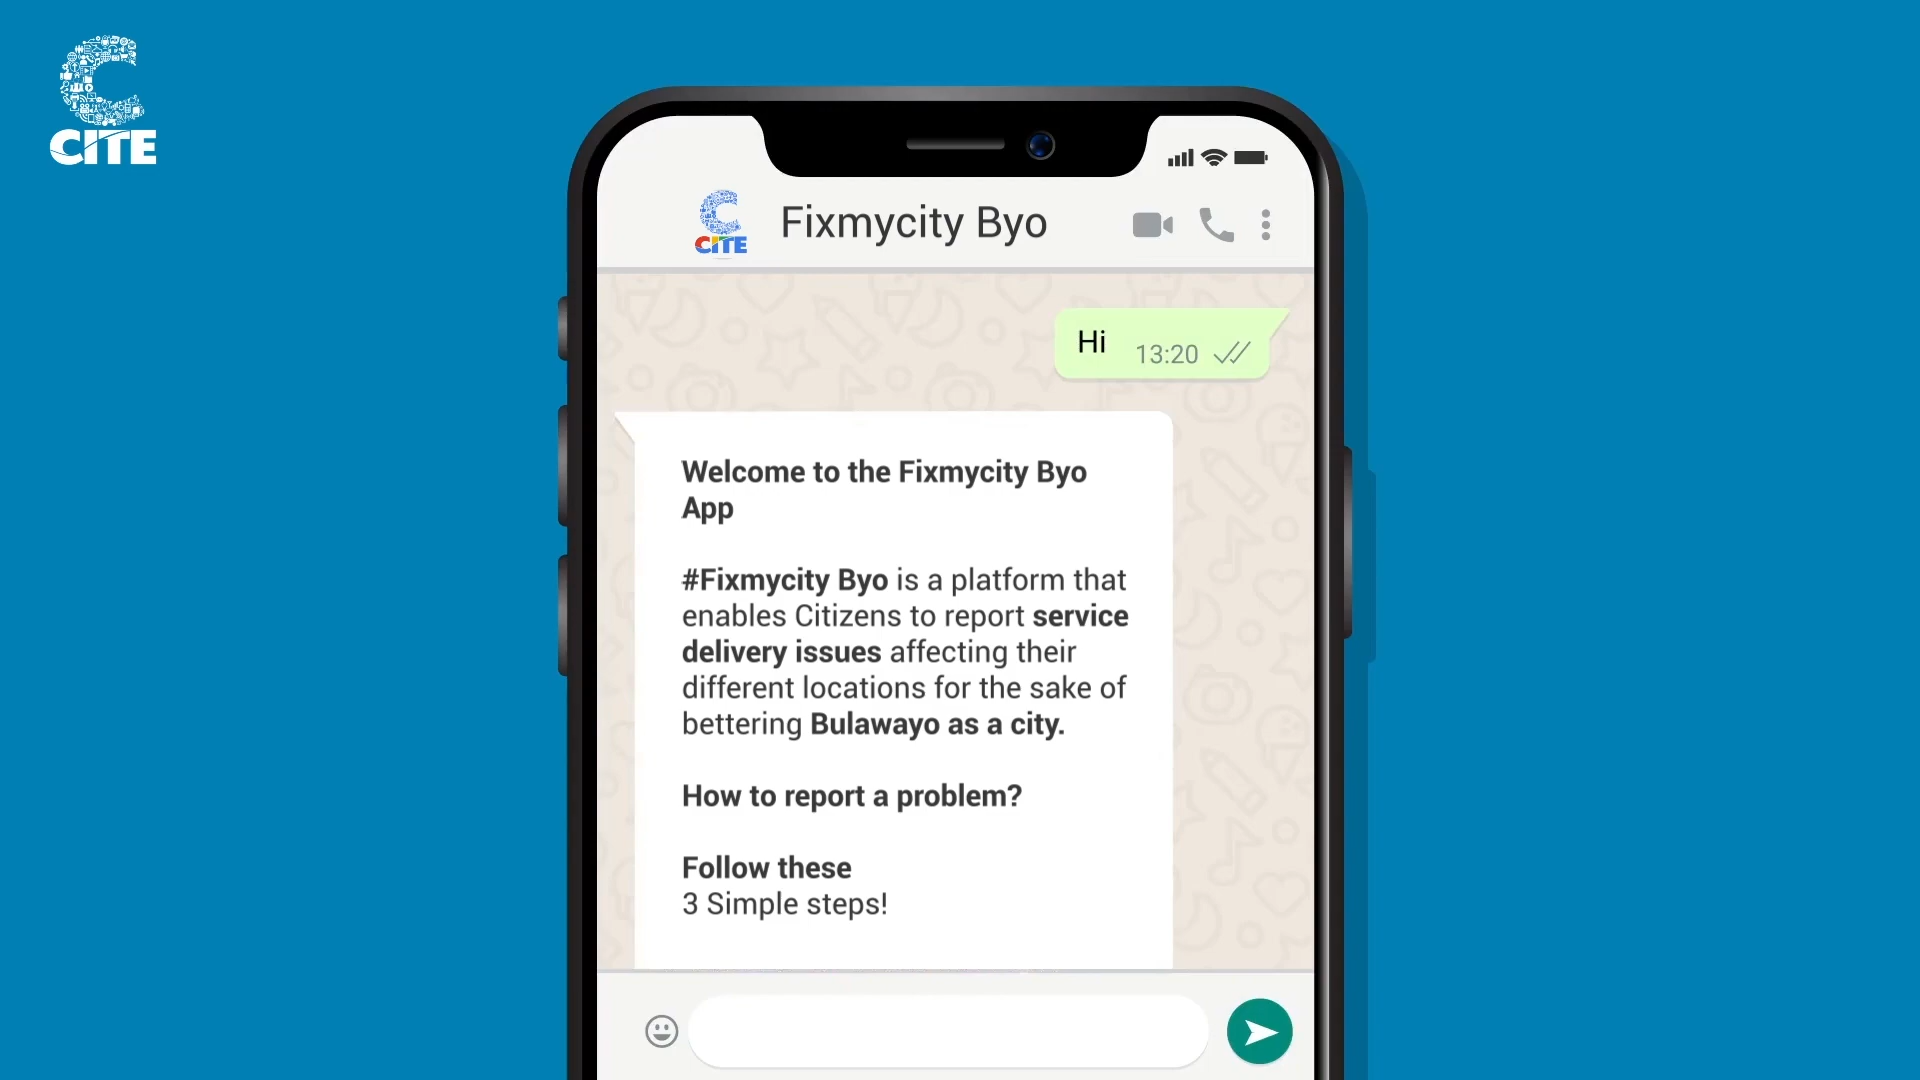 CITE
CITE
Fixmycity Byo
Hi
13:20
Welcome to the Fixmycity Byo
App
#Fixmycity Byo is a platform that
enables Citizens to report service
delivery issues affecting their
different locations for the sake of
bettering Bulawayo as a city.
How to report a problem?
Follow these
3 Simple steps!